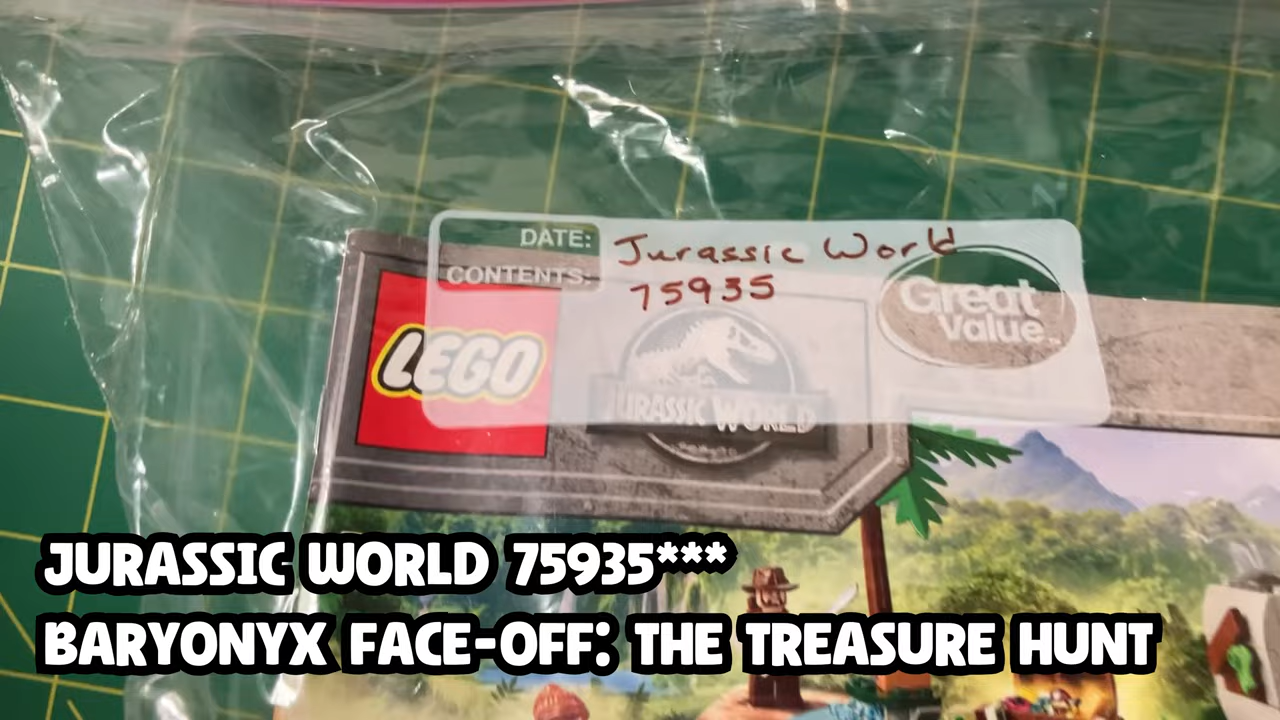 DATE:
CONTENTS:
Jurassic World
75935
Great
Value
LEGO
JURASSIC WORLD
JURASSIC WORLD 75935***
BARYONYX FACE-OFF: THE TREASURE HUNT